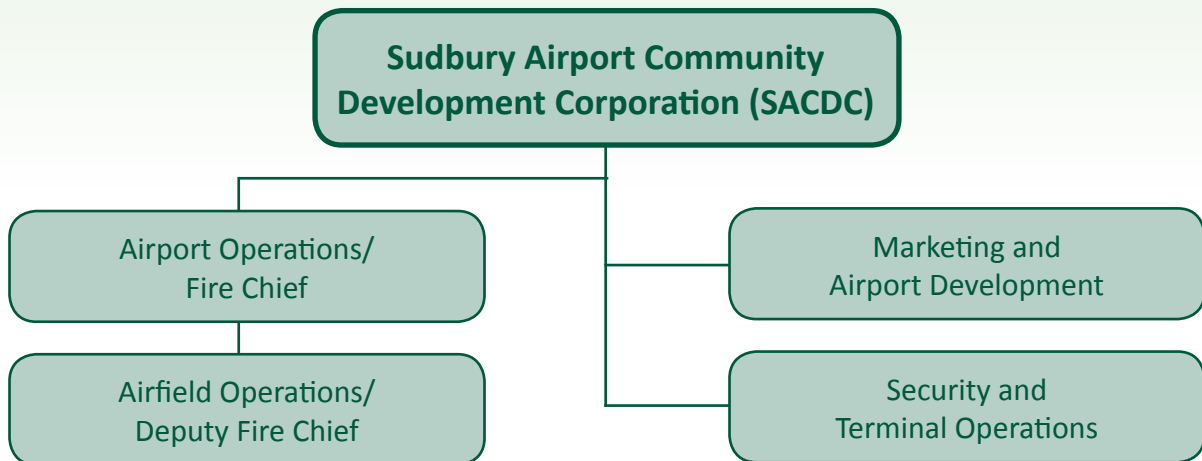 Sudbury Airport Community
Development Corporation (SACDC)
Airport Operations/
Fire Chief
Marketing and
Airport Development
Airfield Operations/
Deputy Fire Chief
Security and
Terminal Operations